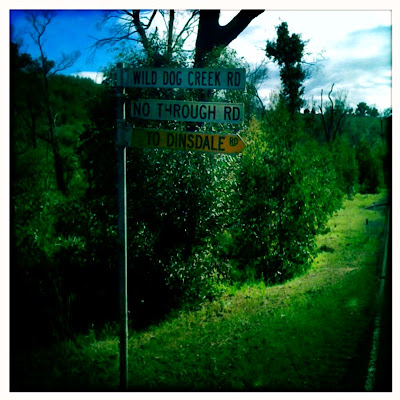 WILD DOG CREEK RD
NO THROUGH RD
TO DINSDALE RD